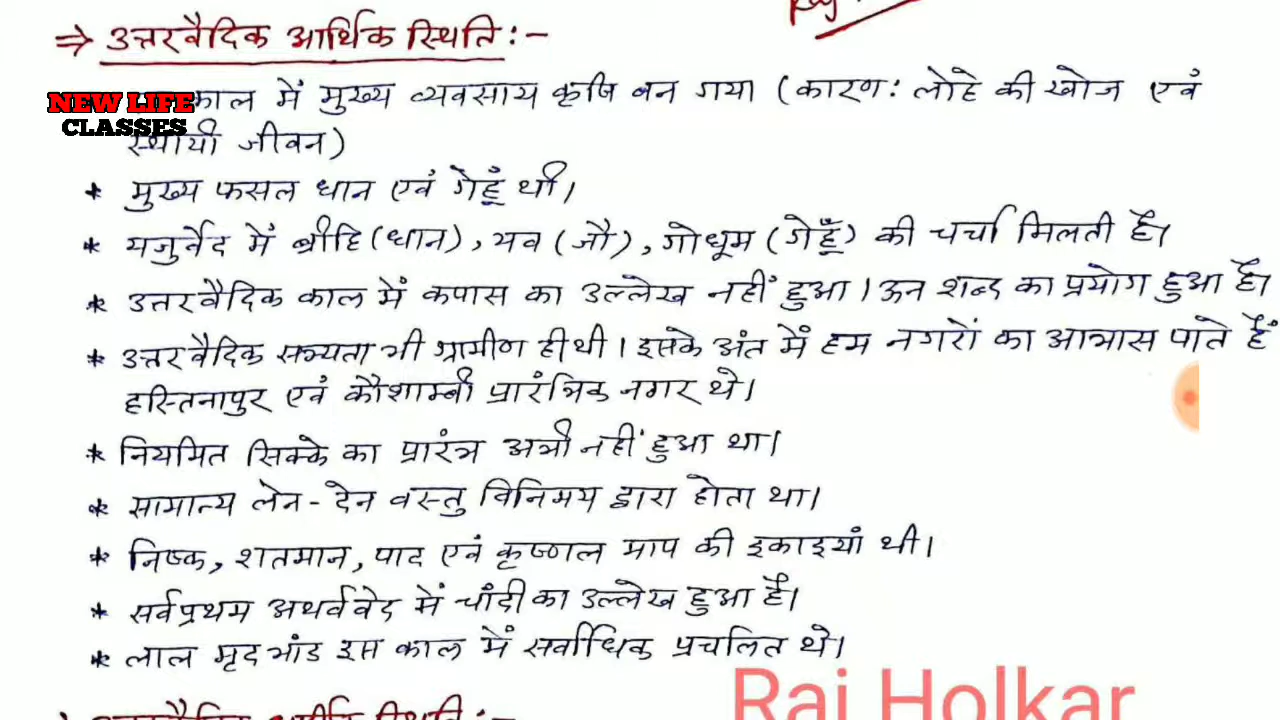 ⇒ उत्तरवैदिक आर्थिक स्थिति :-
NEW LIFE
CLASSES
काल में मुख्य व्यवसाय कृषि बन गया (कारण: लोहे की खोज एवं
स्थायी जीवन)
* मुख्य फसल धान एवं गेहूँ थी।
* यजुर्वेद में ब्रीहि (धान), यव (जौ), गोधूम (गेहूँ) की चर्चा मिलती है।
* उत्तरवैदिक काल में कपास का उल्लेख नहीं हुआ। ऊन शब्द का प्रयोग हुआ है।
* उत्तरवैदिक सभ्यता भी ग्रामीण ही थी। इसके अंत में हम नगरों का आभास पाते हैं
हस्तिनापुर एवं कौशाम्बी प्रारंभिक नगर थे।
* नियमित सिक्के का प्रारंभ अभी नहीं हुआ था।
* सामान्य लेन-देन वस्तु विनिमय द्वारा होता था।
* निष्क, शतमान, पाद एवं कृष्णाल माप की इकाइयां थी।
* सर्वप्रथम अथर्ववेद में चांदी का उल्लेख हुआ है।
* लाल मृदभांड इस काल में सर्वाधिक प्रचलित थे।
Raj Holkar